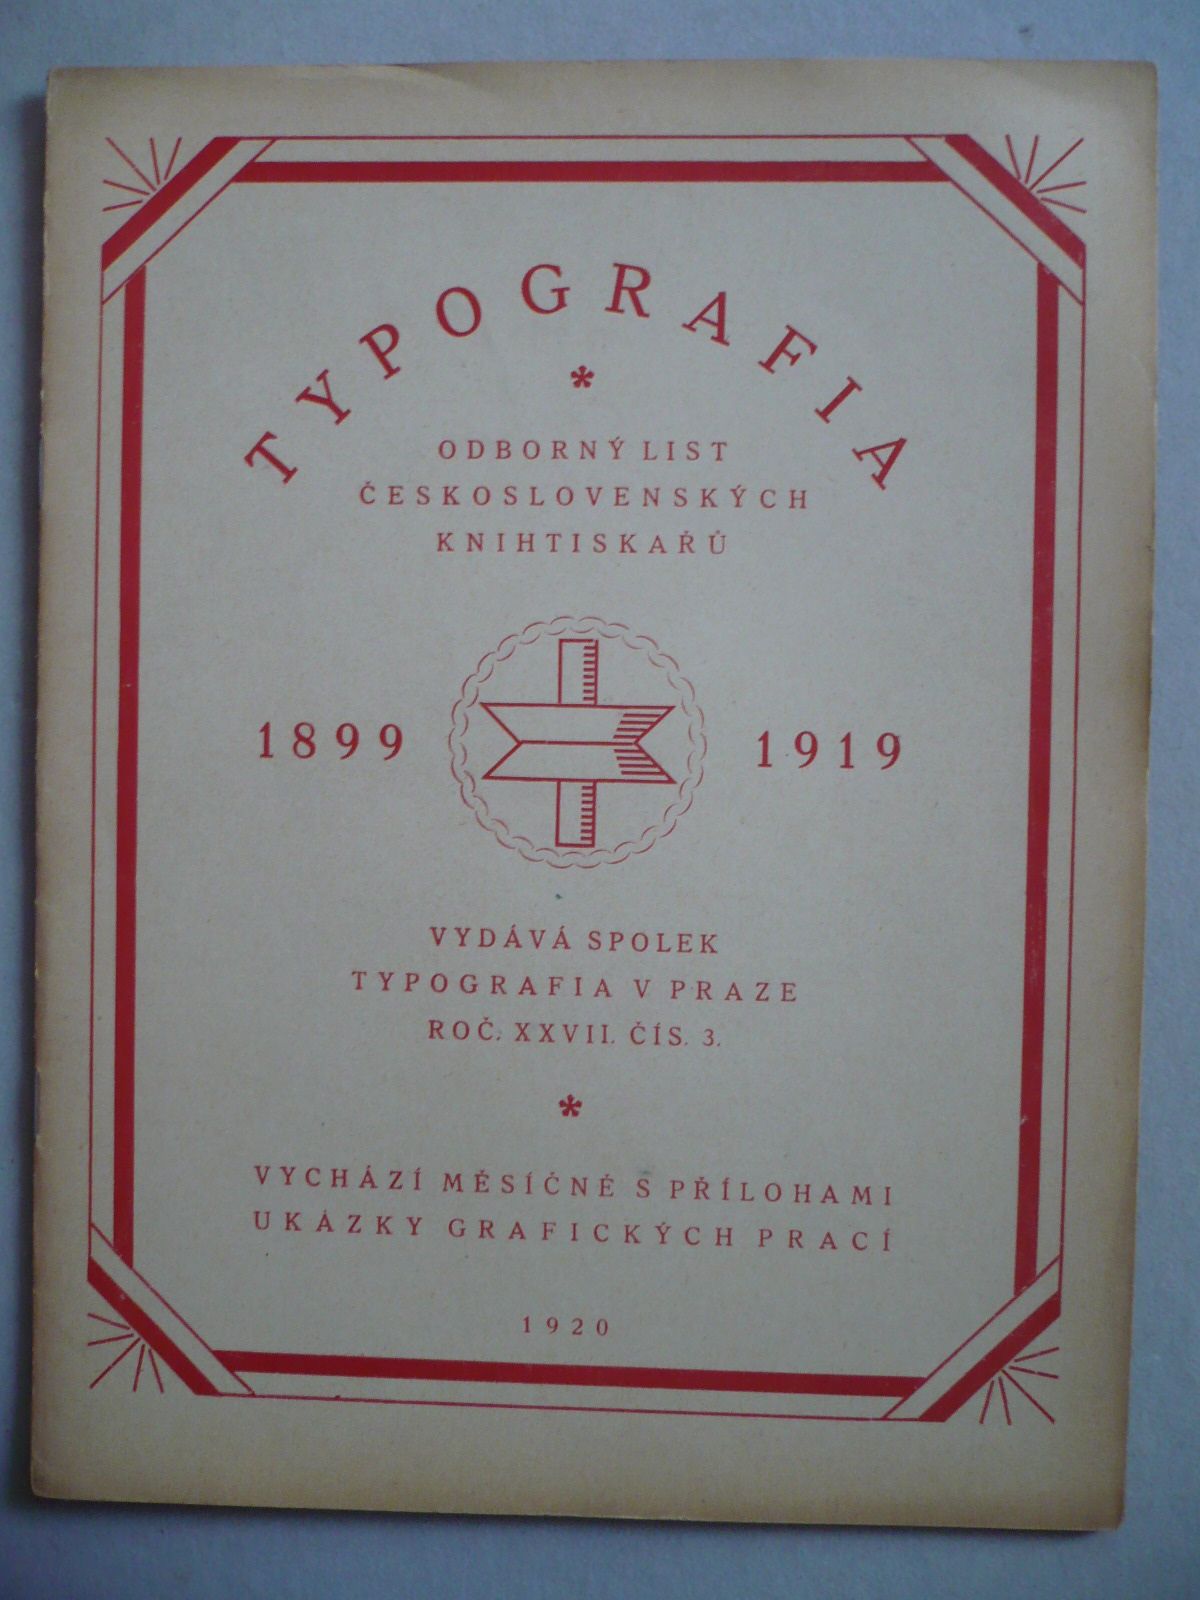 TYPOGRAFIA
*
ODBORNÝ LIST
ČESKOSLOVENSKÝCH
KNIHTISKAŘŮ
1899 1919
VYDÁVÁ SPOLEK
TYPOGRAFIA V PRAZE
ROČ. XXVII. ČÍS. 3.
*
VYCHÁZÍ MĚSÍČNĚ S PŘÍLOHAMI
UKÁZKY GRAFICKÝCH PRACÍ
1920